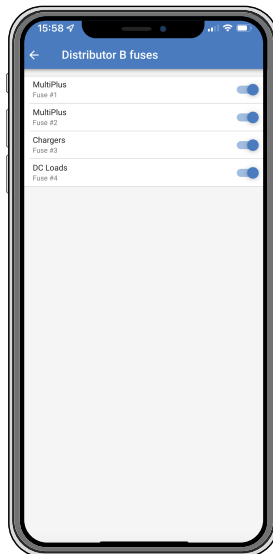 15:58
Distributor B fuses
MultiPlus
Fuse #1
MultiPlus
Fuse #2
Chargers
Fuse #3
DC Loads
Fuse #4